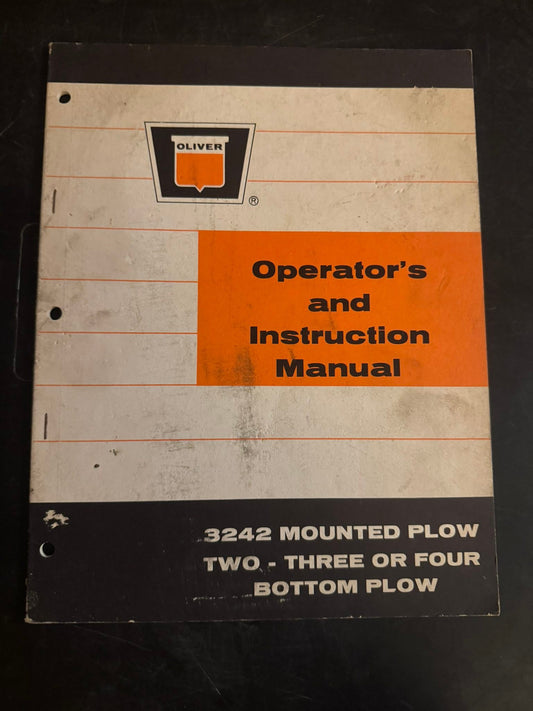 OLIVER
®
Operator's
and
Instruction
Manual
3242 MOUNTED PLOW
TWO - THREE OR FOUR
BOTTOM PLOW